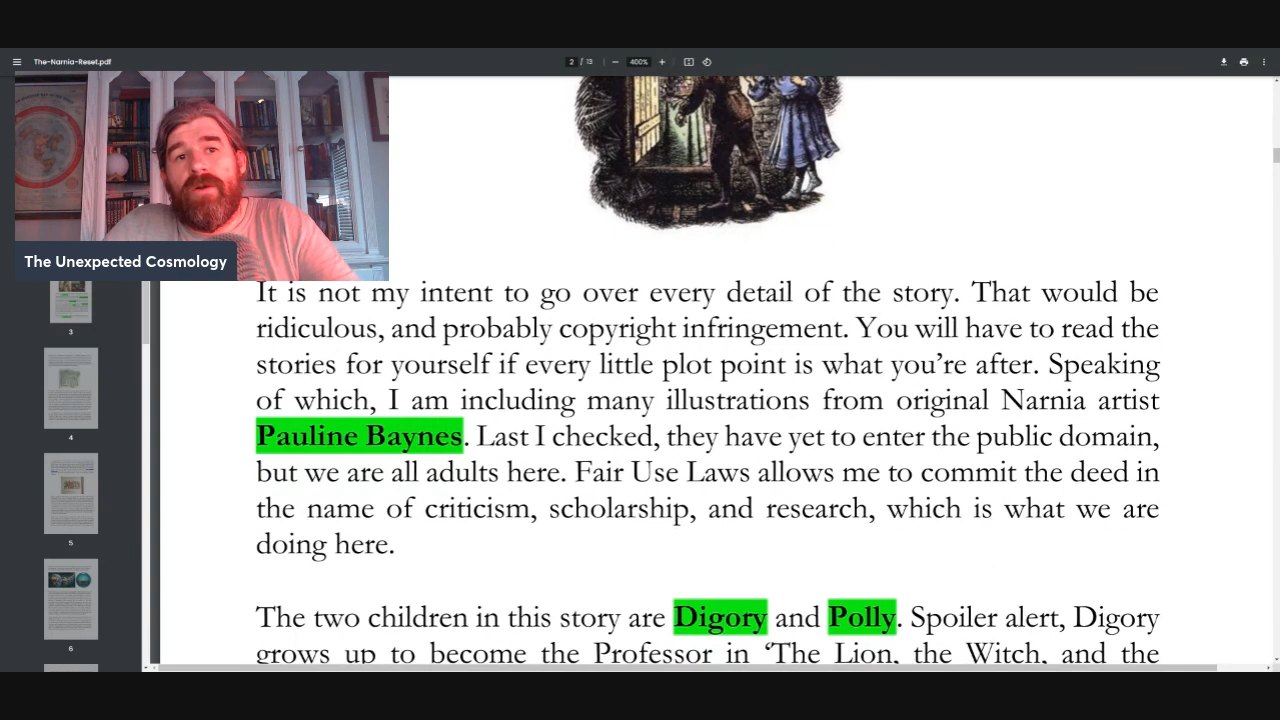 The-Narnia-Reset.pdf
2 / 13
400%
The Unexpected Cosmology
3
4
5
6
It is not my intent to go over every detail of the story. That would be
ridiculous, and probably copyright infringement. You will have to read the
stories for yourself if every little plot point is what you’re after. Speaking
of which, I am including many illustrations from original Narnia artist
Pauline Baynes. Last I checked, they have yet to enter the public domain,
but we are all adults here. Fair Use Laws allows me to commit the deed in
the name of criticism, scholarship, and research, which is what we are
doing here.
The two children in this story are Digory and Polly. Spoiler alert, Digory
grows up to become the Professor in ‘The Lion, the Witch, and the